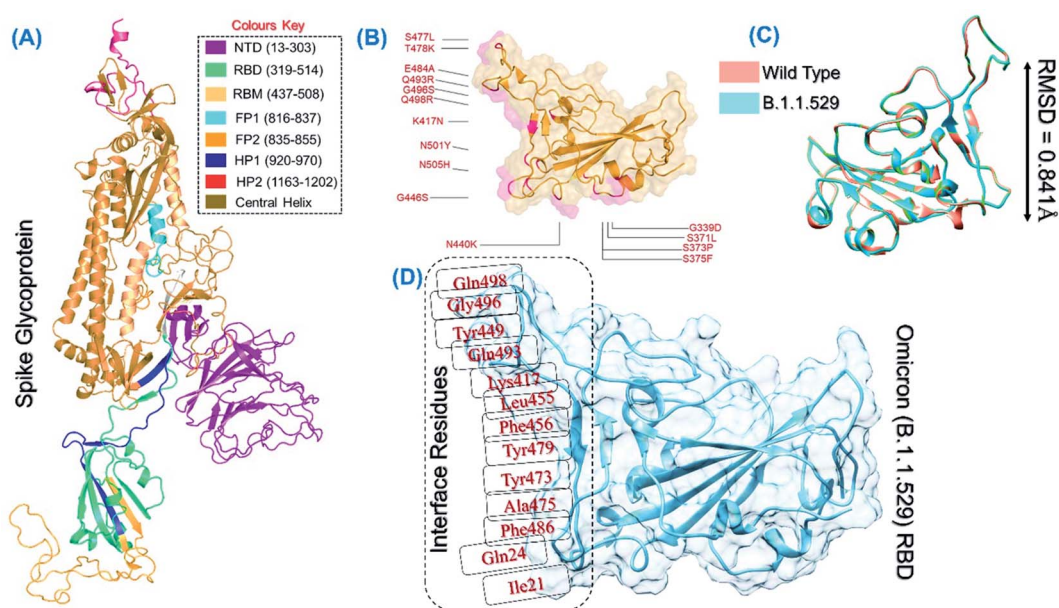 (A)
Colours Key
NTD (13-303)
RBD (319-514)
RBM (437-508)
FP1 (816-837)
FP2 (835-855)
HP1 (920-970)
HP2 (1163-1202)
Central Helix
Spike Glycoprotein
(B)
S477L
T478K
E484A
Q493R
G496S
Q498R
K417N
N501Y
N505H
G446S
N440K
G339D
S371L
S373P
S375F
(C)
Wild Type
B.1.1.529
RMSD = 0.841Å
(D)
Interface Residues
Gln498
Gly496
Tyr449
Gln493
Lys417
Leu455
Phe456
Tyr479
Tyr473
Ala475
Phe486
Gln24
Ile21
Omicron (B.1.1.529) RBD